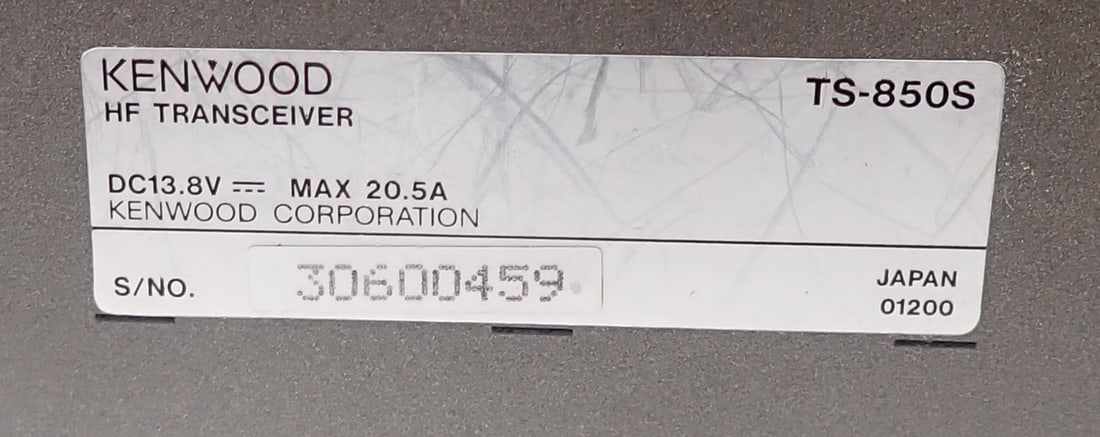 KENWOOD
HF TRANSCEIVER
TS-850S
DC13.8V ⎓ MAX 20.5A
KENWOOD CORPORATION
S/NO. 30600459
JAPAN
01200